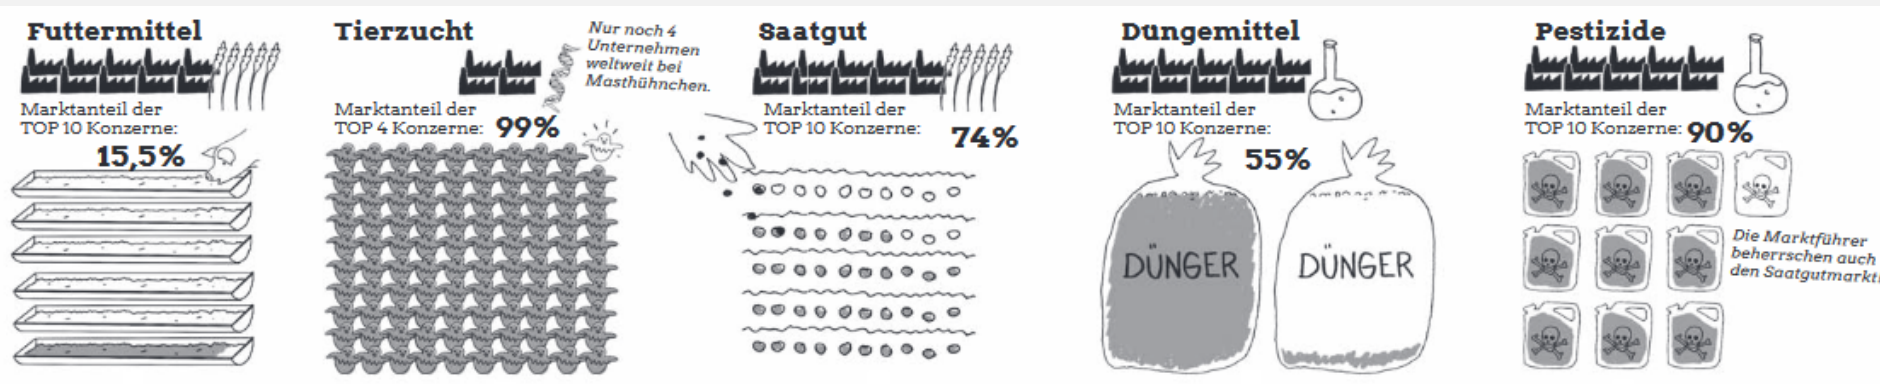 Futtermittel
Marktanteil der
TOP 10 Konzerne:
15,5%
Tierzucht
Nur noch 4
Unternehmen
weltweit bei
Masthühnchen.
Marktanteil der
TOP 4 Konzerne: 99%
Saatgut
Marktanteil der
TOP 10 Konzerne:
74%
Düngemittel
Marktanteil der
TOP 10 Konzerne:
55%
DÜNGER
DÜNGER
Pestizide
Marktanteil der
TOP 10 Konzerne: 90%
Die Marktführer
beherrschen auch
den Saatgutmarkt!